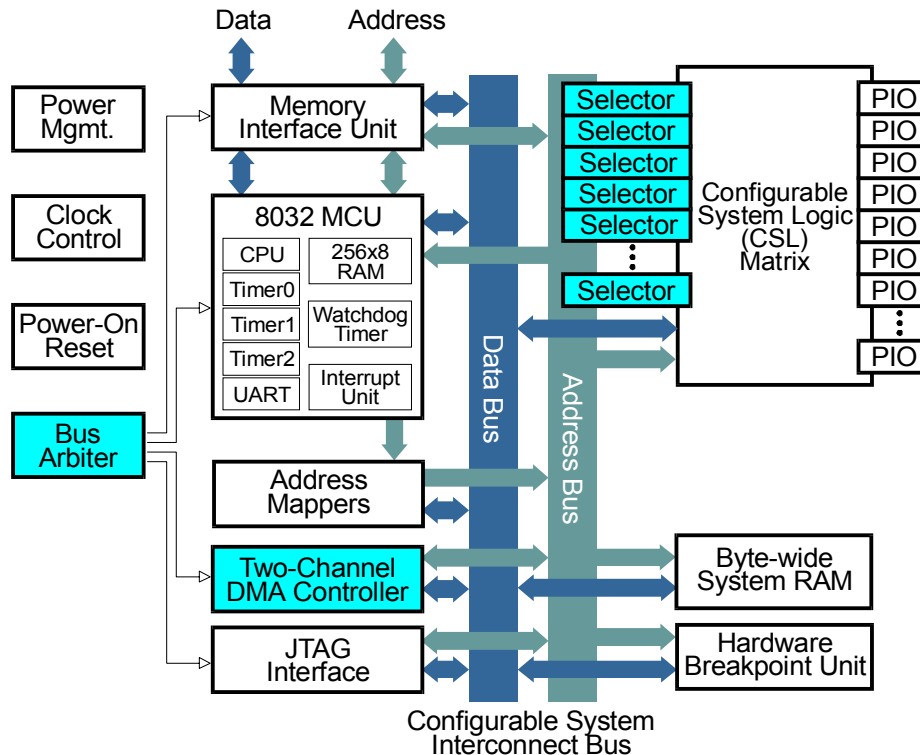 Data
Address
Power
Mgmt.
Clock
Control
Power-On
Reset
Bus
Arbiter
Memory
Interface Unit
8032 MCU
CPU
Timer0
Timer1
Timer2
UART
256x8
RAM
Watchdog
Timer
Interrupt
Unit
Address
Mappers
Two-Channel
DMA Controller
JTAG
Interface
Data Bus
Address Bus
Configurable System
Interconnect Bus
Selector
Selector
Selector
Selector
Selector
Selector
Configurable
System Logic
(CSL)
Matrix
PIO
PIO
PIO
PIO
PIO
PIO
PIO
PIO
Byte-wide
System RAM
Hardware
Breakpoint Unit